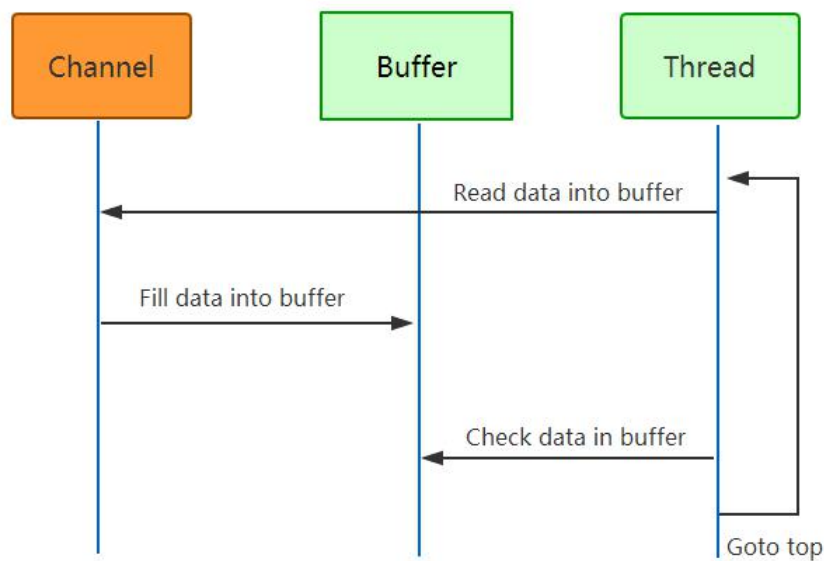 Channel
Buffer
Thread
Read data into buffer
Fill data into buffer
Check data in buffer
Goto top